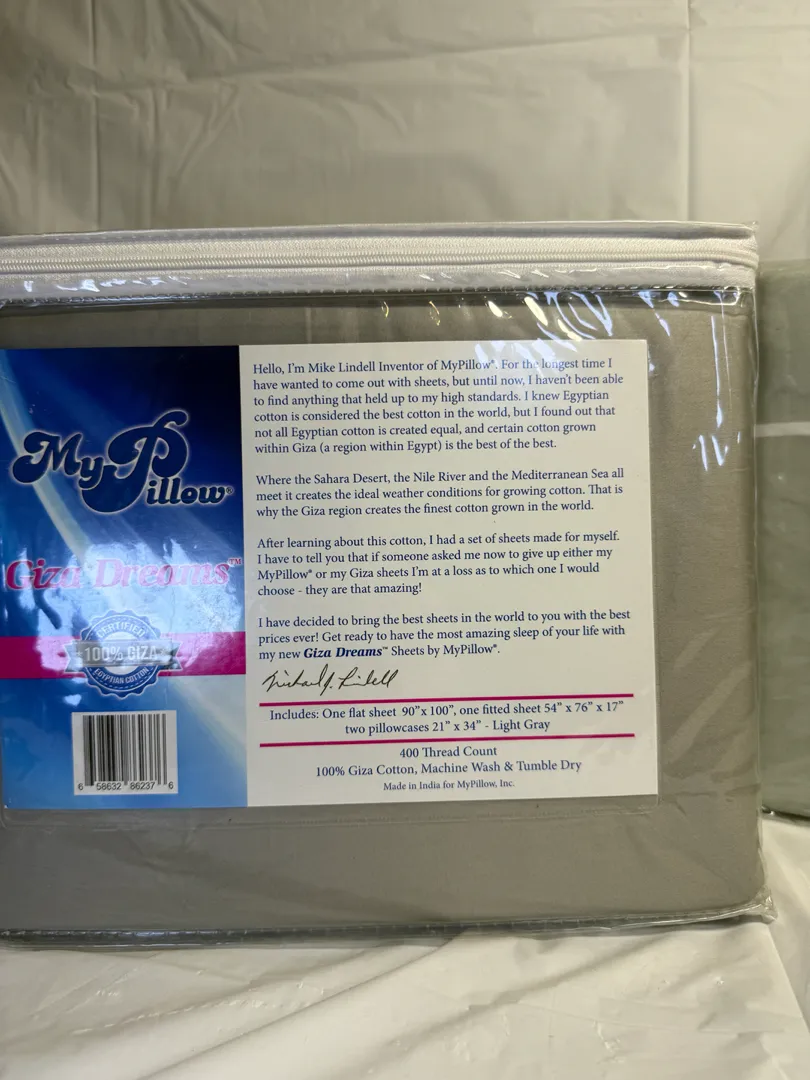 My Pillow®
Giza Dreams™
CERTIFIED
100% GIZA
EGYPTIAN COTTON
6 58632 86237 6
Hello, I'm Mike Lindell Inventor of MyPillow®. For the longest time I
have wanted to come out with sheets, but until now, I haven't been able
to find anything that held up to my high standards. I knew Egyptian
cotton is considered the best cotton in the world, but I found out that
not all Egyptian cotton is created equal, and certain cotton grown
within Giza (a region within Egypt) is the best of the best.
Where the Sahara Desert, the Nile River and the Mediterranean Sea all
meet it creates the ideal weather conditions for growing cotton. That is
why the Giza region creates the finest cotton grown in the world.
After learning about this cotton, I had a set of sheets made for myself.
I have to tell you that if someone asked me now to give up either my
MyPillow® or my Giza sheets I'm at a loss as to which one I would
choose - they are that amazing!
I have decided to bring the best sheets in the world to you with the best
prices ever! Get ready to have the most amazing sleep of your life with
my new Giza Dreams™ Sheets by MyPillow®.
Michael J. Lindell
Includes: One flat sheet 90" x 100", one fitted sheet 54" x 76" x 17"
two pillowcases 21" x 34" - Light Gray
400 Thread Count
100% Giza Cotton, Machine Wash & Tumble Dry
Made in India for MyPillow, Inc.